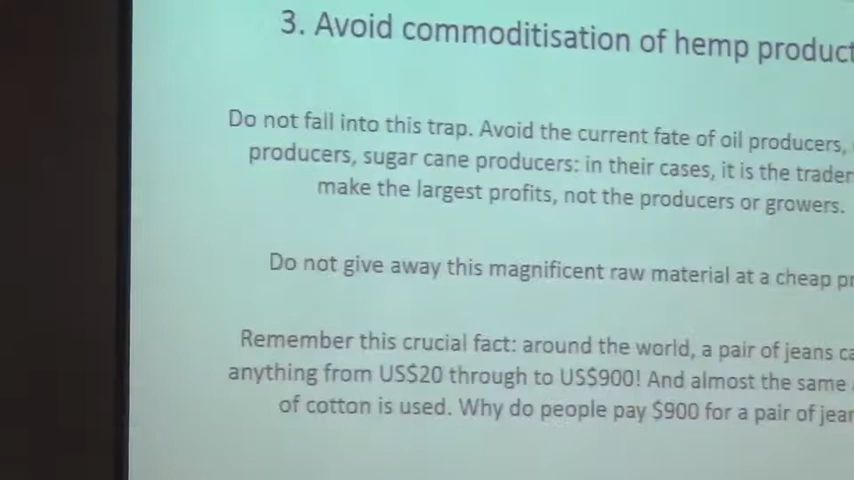 3. Avoid commoditisation of hemp product
Do not fall into this trap. Avoid the current fate of oil producers,
producers, sugar cane producers: in their cases, it is the trader
make the largest profits, not the producers or growers.
Do not give away this magnificent raw material at a cheap pr
Remember this crucial fact: around the world, a pair of jeans ca
anything from US$20 through to US$900! And almost the same
of cotton is used. Why do people pay $900 for a pair of jean